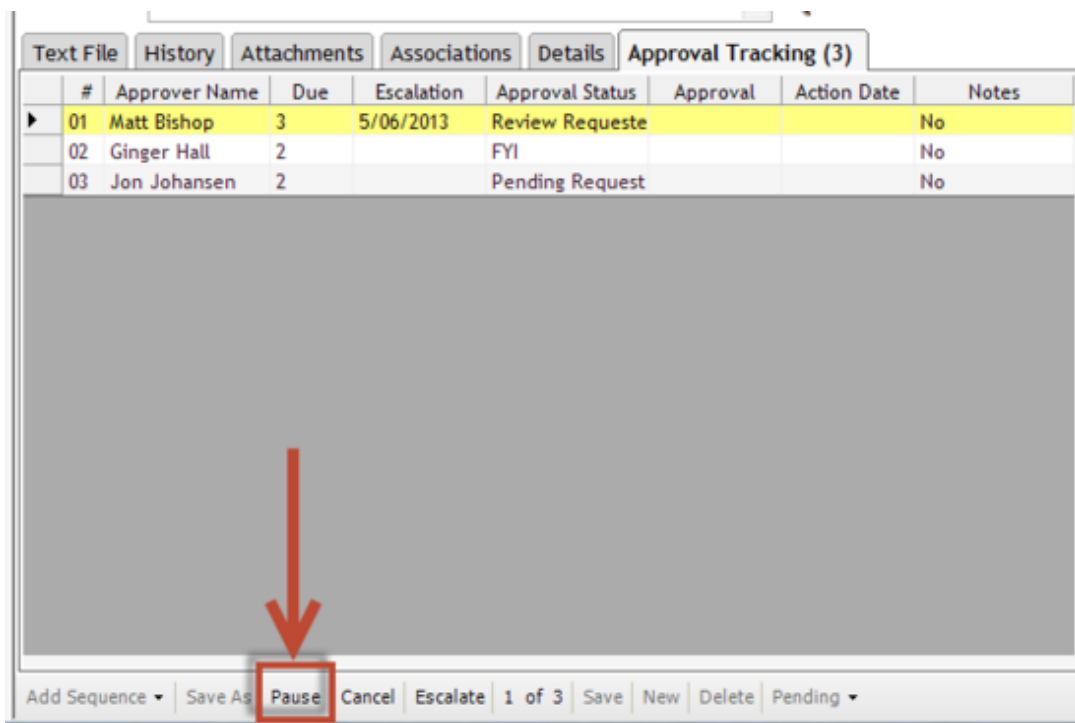 Text File History Attachments Associations Details Approval Tracking (3)
# Approver Name Due Escalation Approval Status Approval Action Date Notes
01 Matt Bishop 3 5/06/2013 Review Requeste No
02 Ginger Hall 2 FYI No
03 Jon Johansen 2 Pending Request No
Add Sequence Save As Pause Cancel Escalate 1 of 3 Save New Delete Pending